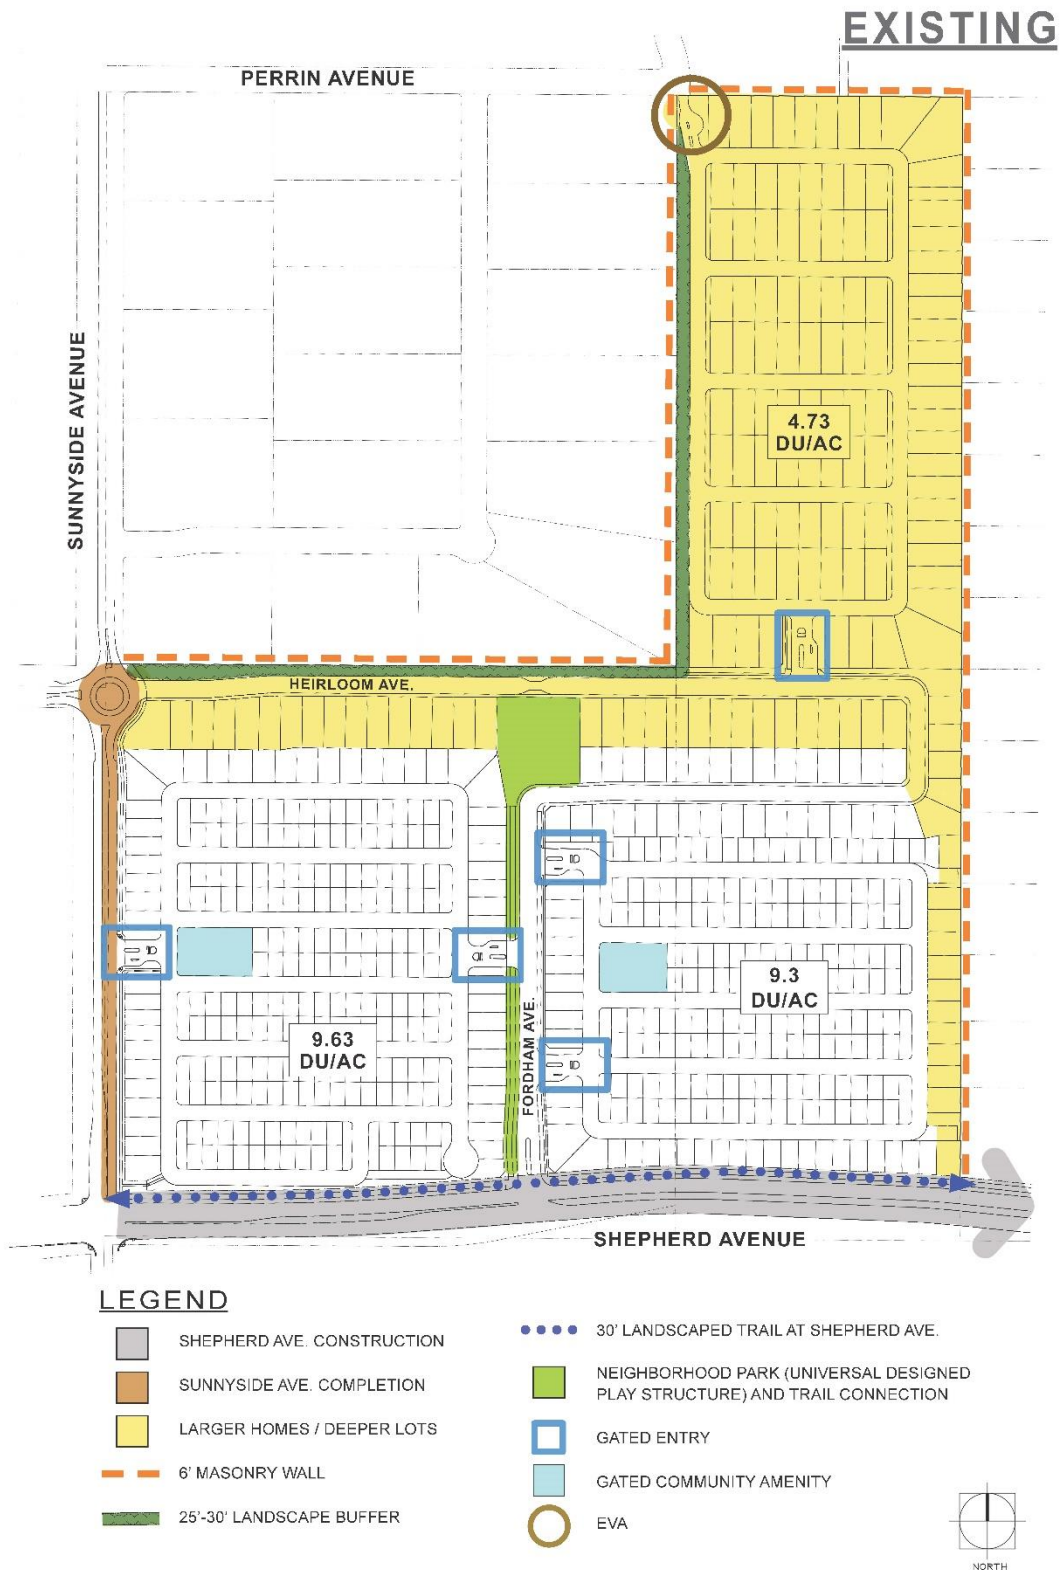 EXISTING
PERRIN AVENUE
SUNNYSIDE AVENUE
4.73
DU/AC
HEIRLOOM AVE.
9.3
DU/AC
9.63
DU/AC
FORDHAM AVE.
SHEPHERD AVENUE
LEGEND
SHEPHERD AVE. CONSTRUCTION
SUNNYSIDE AVE. COMPLETION
LARGER HOMES / DEEPER LOTS
6' MASONRY WALL
25'-30' LANDSCAPE BUFFER
30' LANDSCAPED TRAIL AT SHEPHERD AVE.
NEIGHBORHOOD PARK (UNIVERSAL DESIGNED
PLAY STRUCTURE) AND TRAIL CONNECTION
GATED ENTRY
GATED COMMUNITY AMENITY
EVA
NORTH